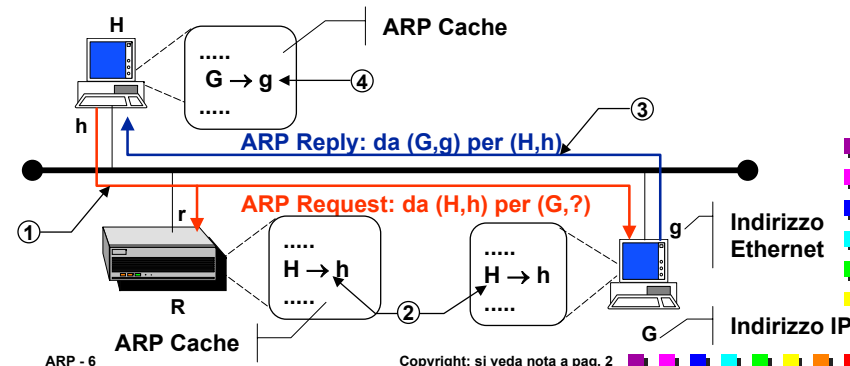 H
ARP Cache
.....
G → g
.....
④
h
③
ARP Reply: da (G,g) per (H,h)
ARP Request: da (H,h) per (G,?)
①
r
g
Indirizzo
Ethernet
.....
H → h
.....
.....
H → h
.....
②
R
ARP Cache
G
Indirizzo IP
ARP - 6
Copyright: si veda nota a pag. 2